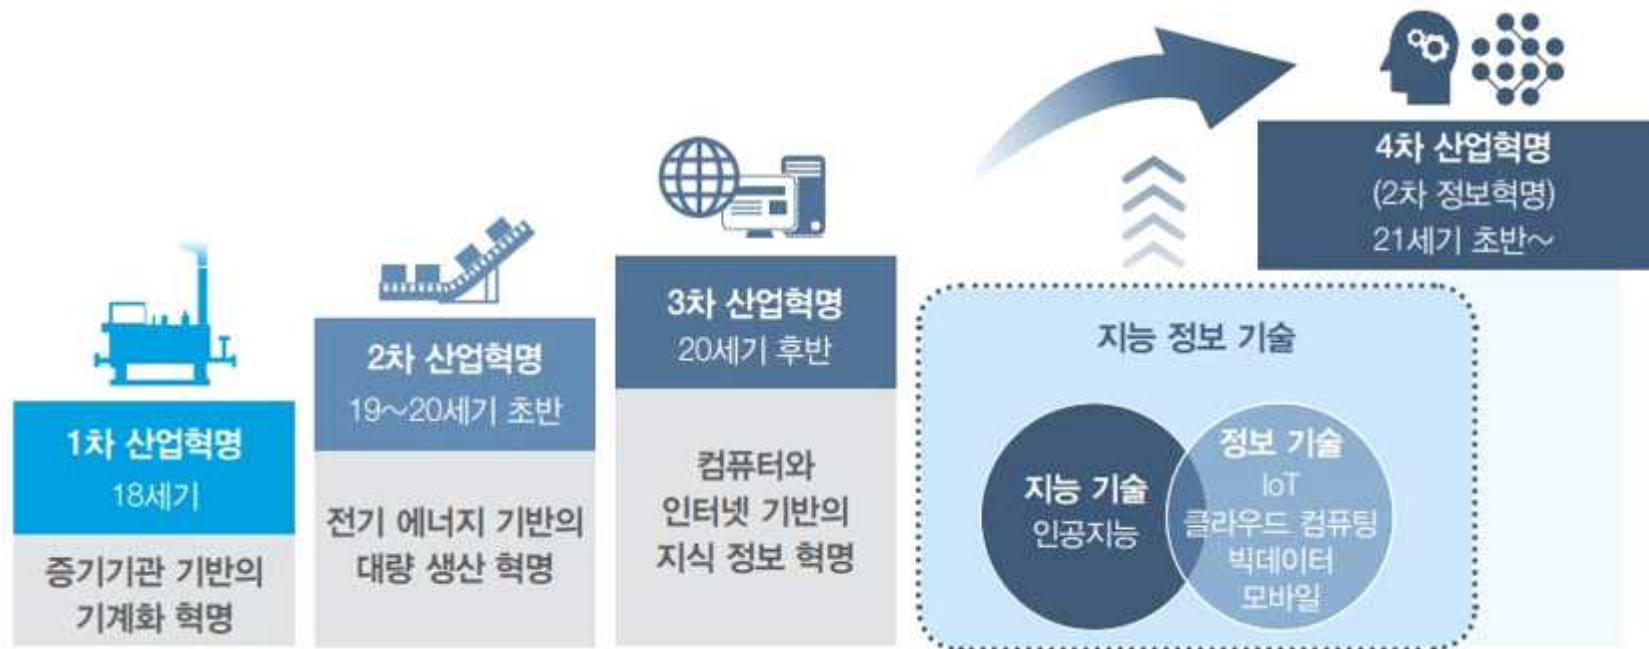 1차 산업혁명
18세기
증기기관 기반의
기계화 혁명
2차 산업혁명
19~20세기 초반
전기 에너지 기반의
대량 생산 혁명
3차 산업혁명
20세기 후반
컴퓨터와
인터넷 기반의
지식 정보 혁명
4차 산업혁명
(2차 정보혁명)
21세기 초반~
지능 정보 기술
지능 기술
인공지능
정보 기술
IoT
클라우드 컴퓨팅
빅데이터
모바일